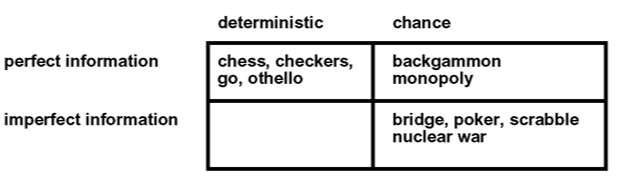 deterministic chance
perfect information chess, checkers, backgammon
go, othello monopoly
imperfect information bridge, poker, scrabble
nuclear war